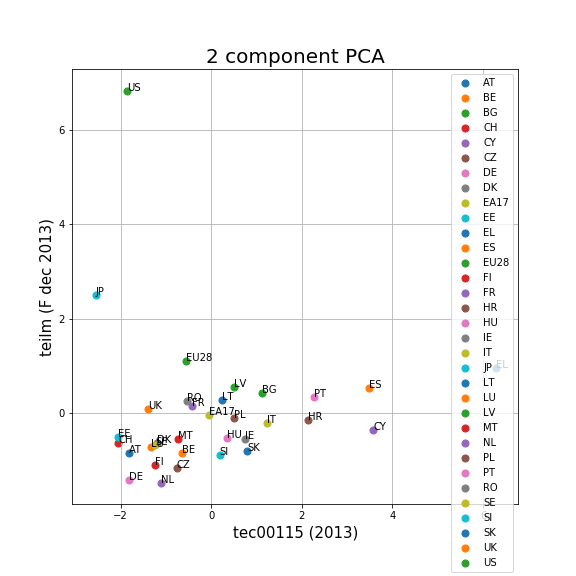 2 component PCA
teilm (F dec 2013)
6
4
2
0
−2
0
2
4
tec00115 (2013)
US
JP
EU28
UK
RO
FR
EA17
LV
LT
BG
PL
IT
PT
HR
ES
CY
EL
EE
CH
AT
DK
MT
BE
FI
CZ
DE
NL
HU
IE
SI
SK
AT
BE
BG
CH
CY
CZ
DE
DK
EA17
EE
EL
ES
EU28
FI
FR
HR
HU
IE
IT
JP
LT
LU
LV
MT
NL
PL
PT
RO
SE
SI
SK
UK
US